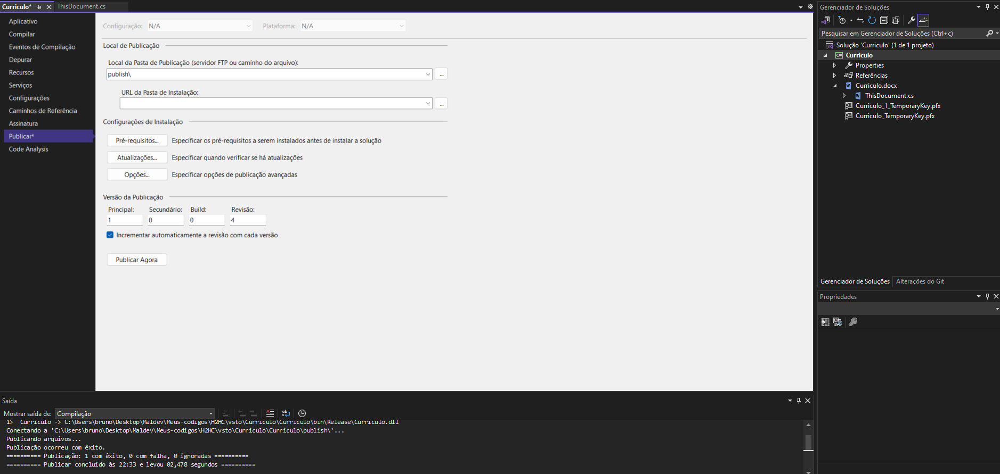 Curriculo*
ThisDocument.cs
Aplicativo
Compilar
Eventos de Compilação
Depurar
Recursos
Serviços
Configurações
Caminhos de Referência
Assinatura
Publicar*
Code Analysis
Configuração: N/A Plataforma: N/A
Local de Publicação
Local da Pasta de Publicação (servidor FTP ou caminho do arquivo):
publish\
...
URL da Pasta de Instalação:
...
Configurações de Instalação
Pré-requisitos... Especificar os pré-requisitos a serem instalados antes de instalar a solução
Atualizações... Especificar quando verificar se há atualizações
Opções... Especificar opções de publicação avançadas
Versão da Publicação
Principal: Secundário: Build: Revisão:
1 0 0 4
Incrementar automaticamente a revisão com cada versão
Publicar Agora
Saída
Mostrar saída de: Compilação
1> Curriculo -> C:\Users\bruno\Desktop\Maldev\Meus-codigos\H2HC\vsto\Curriculo\Curriculo\bin\Release\Curriculo.dll
Conectando a 'C:\Users\bruno\Desktop\Maldev\Meus-codigos\H2HC\vsto\Curriculo\Curriculo\publish\'...
Publicando arquivos...
Publicação ocorreu com êxito.
========== Publicação: 1 com êxito, 0 com falha, 0 ignoradas ==========
========== Publicar concluído às 22:33 e levou 02,478 segundos ==========
Gerenciador de Soluções
Pesquisar em Gerenciador de Soluções (Ctrl+ç)
Solução 'Curriculo' (1 de 1 projeto)
C# Curriculo
Properties
Referências
Curriculo.docx
ThisDocument.cs
Curriculo_1_TemporaryKey.pfx
Curriculo_TemporaryKey.pfx
Gerenciador de Soluções Alterações do Git
Propriedades